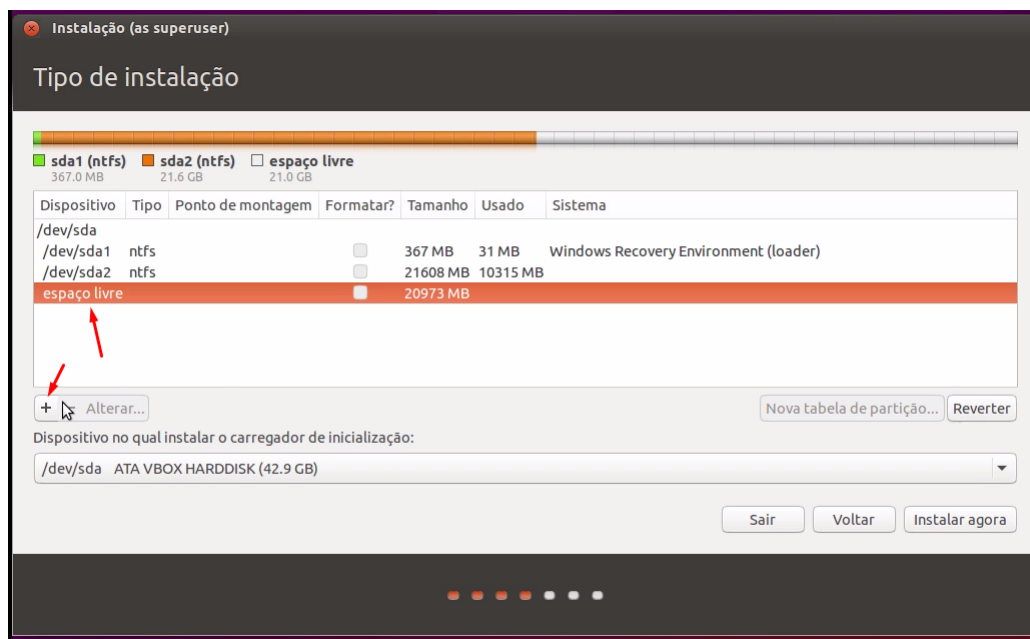 Instalação (as superuser)
Tipo de instalação
sda1 (ntfs) sda2 (ntfs) espaço livre
367.0 MB 21.6 GB 21.0 GB
Dispositivo Tipo Ponto de montagem Formatar? Tamanho Usado Sistema
/dev/sda
/dev/sda1 ntfs 367 MB 31 MB Windows Recovery Environment (loader)
/dev/sda2 ntfs 21608 MB 10315 MB
espaço livre 20973 MB
+ - Alterar... Nova tabela de partição... Reverter
Dispositivo no qual instalar o carregador de inicialização:
/dev/sda ATA VBOX HARDDISK (42.9 GB)
Sair Voltar Instalar agora